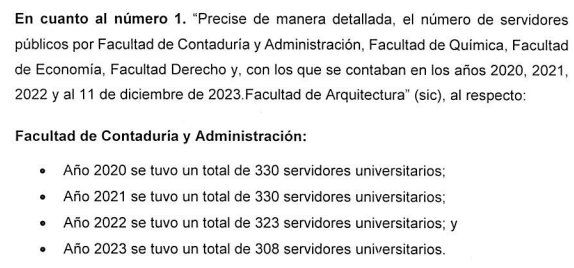 En cuanto al número 1. “Precise de manera detallada, el número de servidores
públicos por Facultad de Contaduría y Administración, Facultad de Química, Facultad
de Economía, Facultad Derecho y, con los que se contaban en los años 2020, 2021,
2022 y al 11 de diciembre de 2023.Facultad de Arquitectura” (sic), al respecto:
Facultad de Contaduría y Administración:
• Año 2020 se tuvo un total de 330 servidores universitarios;
• Año 2021 se tuvo un total de 330 servidores universitarios;
• Año 2022 se tuvo un total de 323 servidores universitarios; y
• Año 2023 se tuvo un total de 308 servidores universitarios.